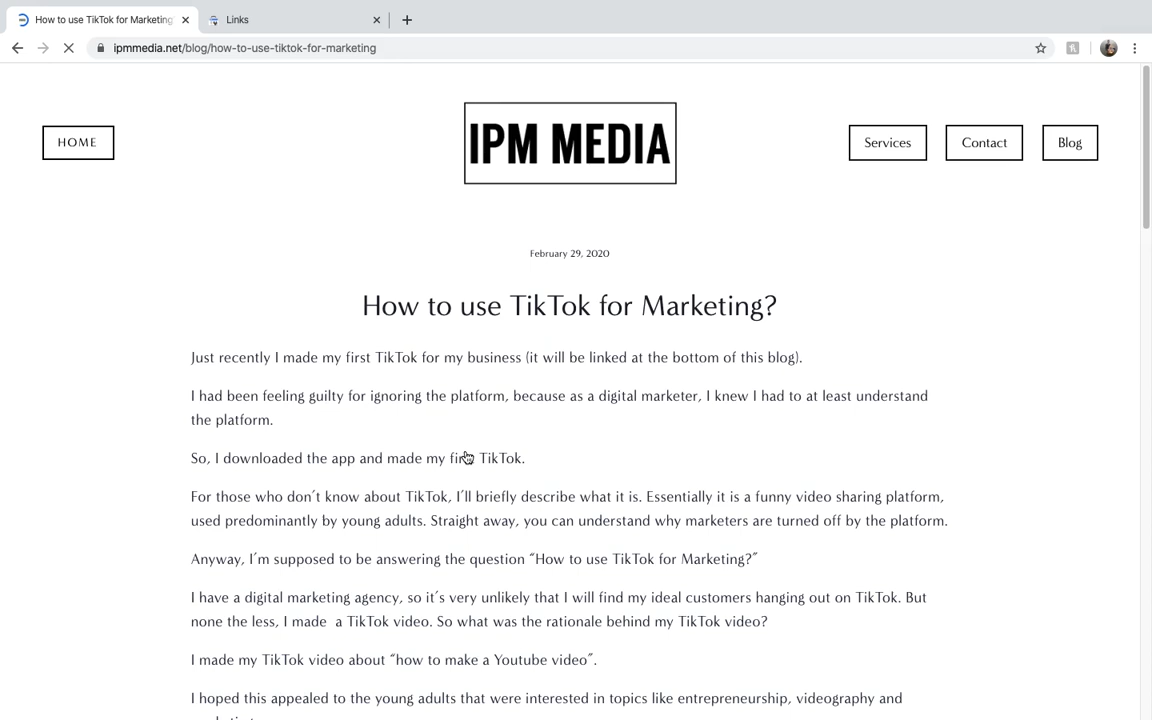 How to use TikTok for Marketing
Links
ipmmedia.net/blog/how-to-use-tiktok-for-marketing
HOME
IPM MEDIA
Services
Contact
Blog
February 29, 2020
How to use TikTok for Marketing?
Just recently I made my first TikTok for my business (it will be linked at the bottom of this blog).
I had been feeling guilty for ignoring the platform, because as a digital marketer, I knew I had to at least understand
the platform.
So, I downloaded the app and made my first TikTok.
For those who don't know about TikTok, I'll briefly describe what it is. Essentially it is a funny video sharing platform,
used predominantly by young adults. Straight away, you can understand why marketers are turned off by the platform.
Anyway, I'm supposed to be answering the question “How to use TikTok for Marketing?”
I have a digital marketing agency, so it's very unlikely that I will find my ideal customers hanging out on TikTok. But
none the less, I made a TikTok video. So what was the rationale behind my TikTok video?
I made my TikTok video about “how to make a Youtube video”.
I hoped this appealed to the young adults that were interested in topics like entrepreneurship, videography and